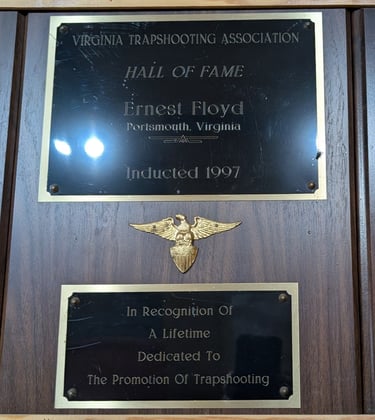 VIRGINIA TRAPSHOOTING ASSOCIATION
HALL OF FAME
Ernest Floyd
Portsmouth, Virginia
Inducted 1997
In Recognition Of
A Lifetime
Dedicated To
The Promotion Of Trapshooting